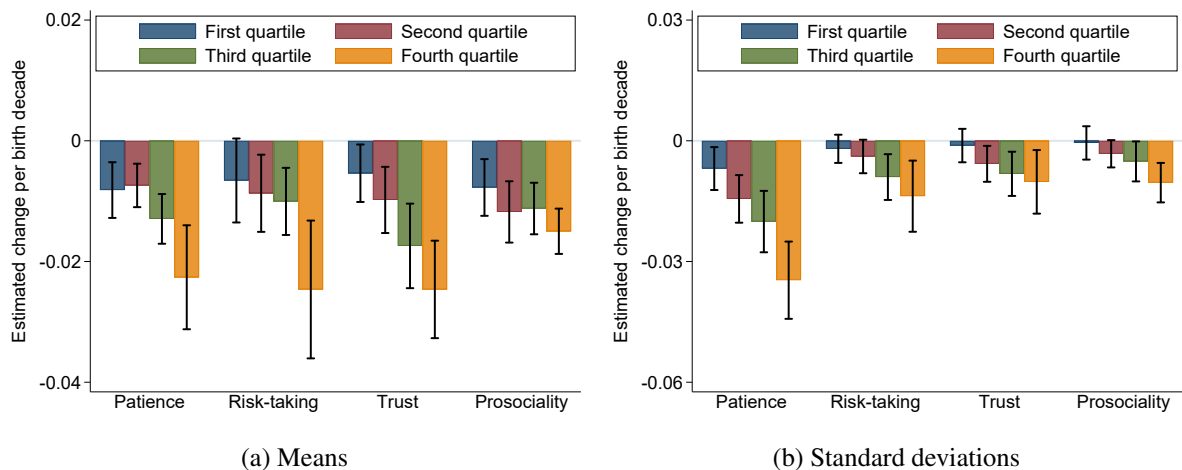 0.02
First quartile
Second quartile
Third quartile
Fourth quartile
0
-0.02
-0.04
Estimated change per birth decade
Patience
Risk-taking
Trust
Prosociality
(a) Means
0.03
First quartile
Second quartile
Third quartile
Fourth quartile
0
-0.03
-0.06
Estimated change per birth decade
Patience
Risk-taking
Trust
Prosociality
(b) Standard deviations